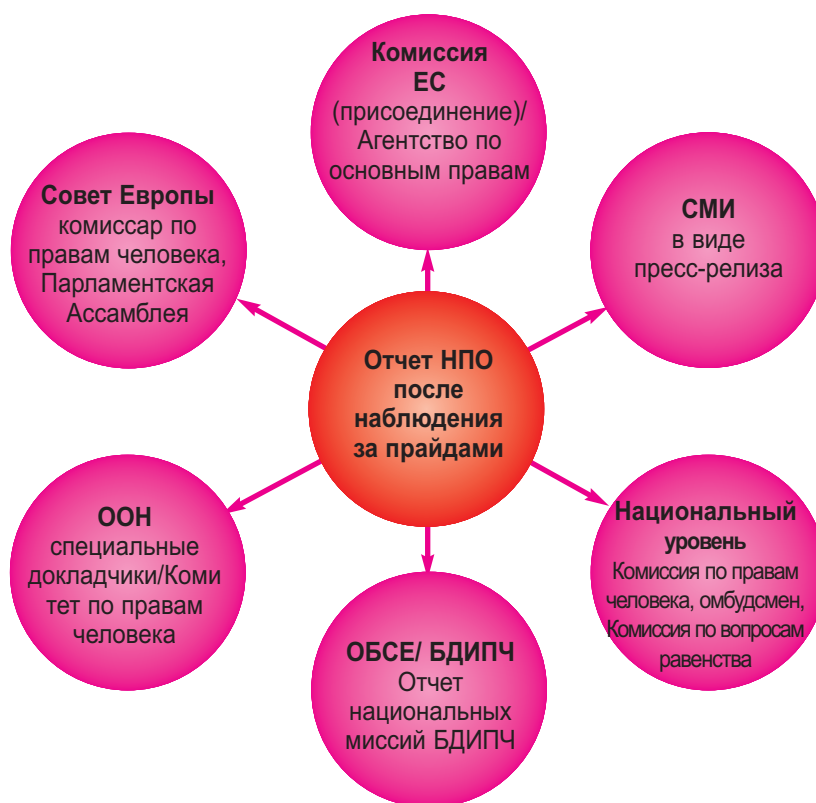 Комиссия
ЕС
(присоединение)/
Агентство по
основным правам
Совет Европы
комиссар по
правам человека,
Парламентская
Ассамблея
СМИ
в виде
пресс-релиза
Отчет НПО
после
наблюдения
за прайдами
ООН
специальные
докладчики/Коми
тет по правам
человека
Национальный
уровень
Комиссия по правам
человека, омбудсмен,
Комиссия по вопросам
равенства
ОБСЕ/ БДИПЧ
Отчет
национальных
миссий БДИПЧ